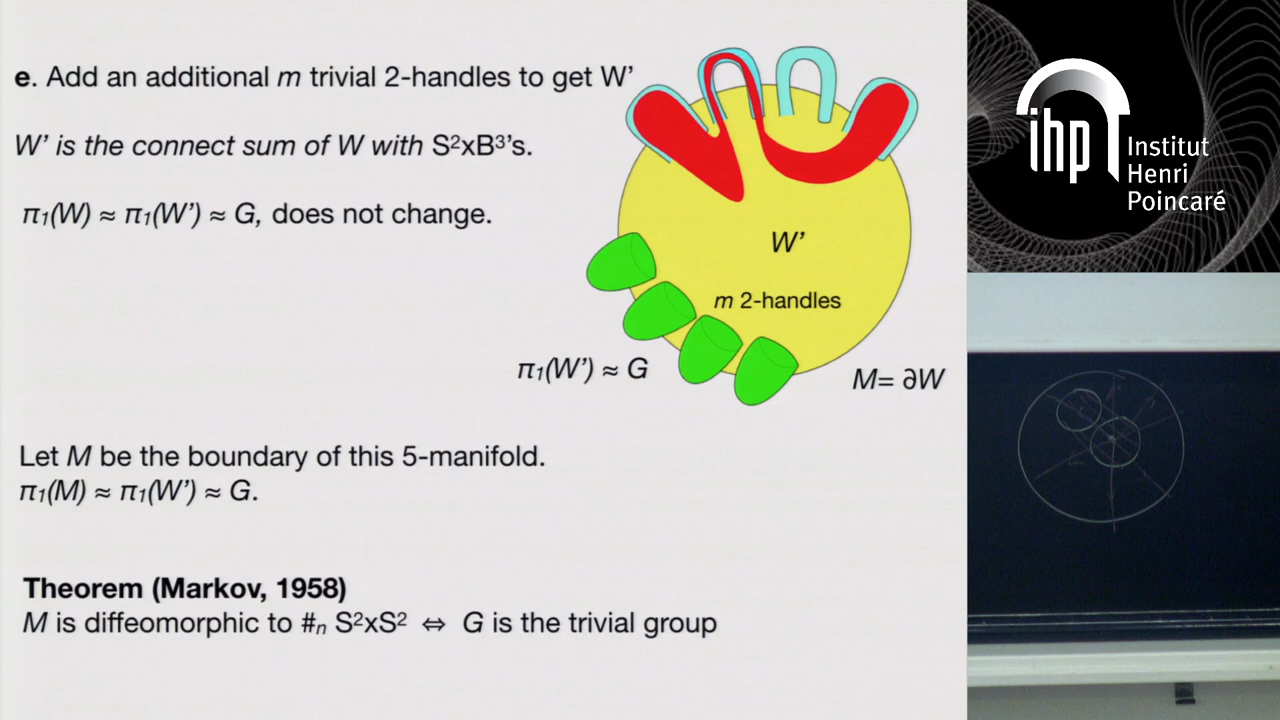 e. Add an additional m trivial 2-handles to get W’
W’ is the connect sum of W with S²xB³’s.
π₁(W) ≈ π₁(W’) ≈ G, does not change.
W’
m 2-handles
π₁(W’) ≈ G
M= ∂W
Let M be the boundary of this 5-manifold.
π₁(M) ≈ π₁(W’) ≈ G.
Theorem (Markov, 1958)
M is diffeomorphic to #ₙ S²xS² ⇔ G is the trivial group
ihp
Institut
Henri
Poincaré